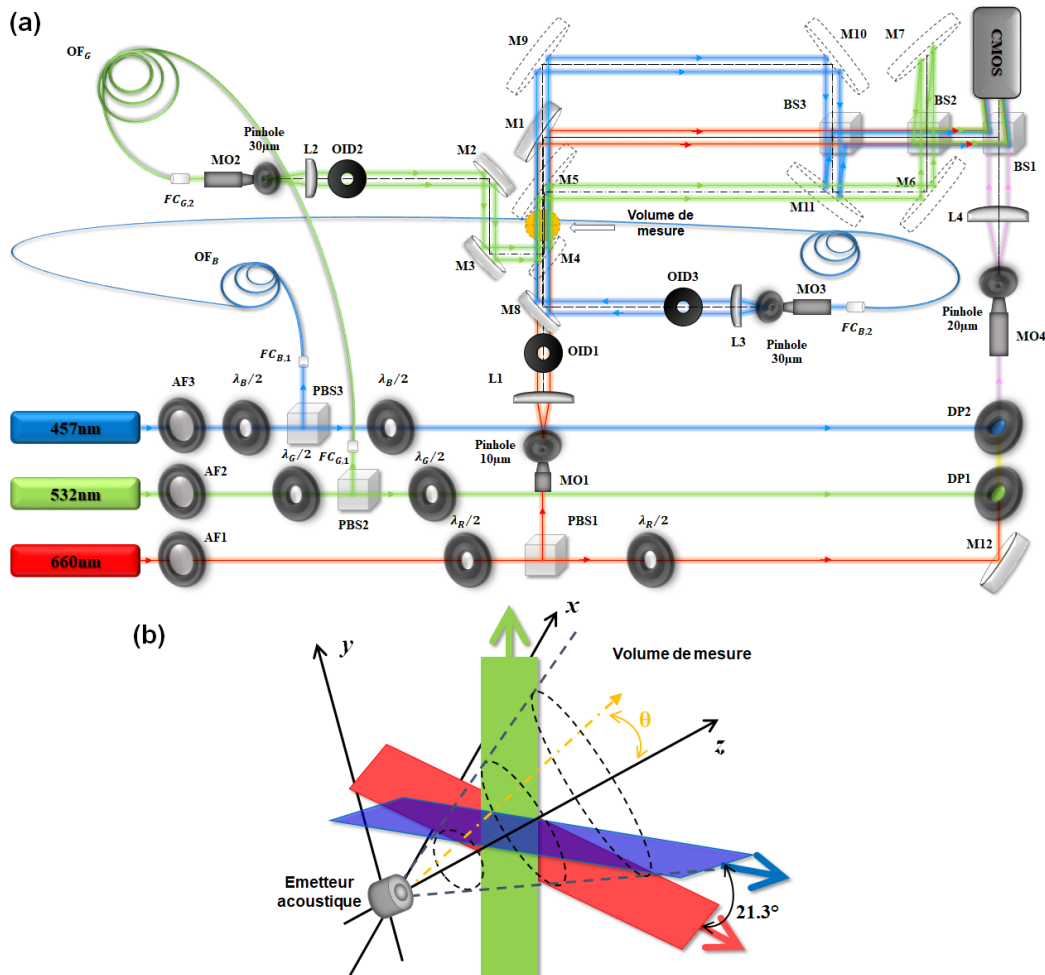 (a)
OF_G
Pinhole
30µm
MO2
FC_G,2
L2
OID2
M2
M3
M9
M1
M5
M4
M8
M10
M7
CMOS
BS3
BS2
BS1
M6
M11
Volume de
mesure
L4
OF_B
OID3
MO3
L3
Pinhole
30µm
FC_B,2
Pinhole
20µm
MO4
OID1
L1
FC_B,1
AF3
λ_B/2
PBS3
λ_B/2
DP2
457nm
Pinhole
10µm
AF2
λ_G/2
FC_G,1
λ_G/2
MO1
DP1
532nm
PBS2
AF1
λ_R/2
PBS1
λ_R/2
M12
660nm
(b)
y
x
Volume de mesure
θ
z
Emetteur
acoustique
21.3°